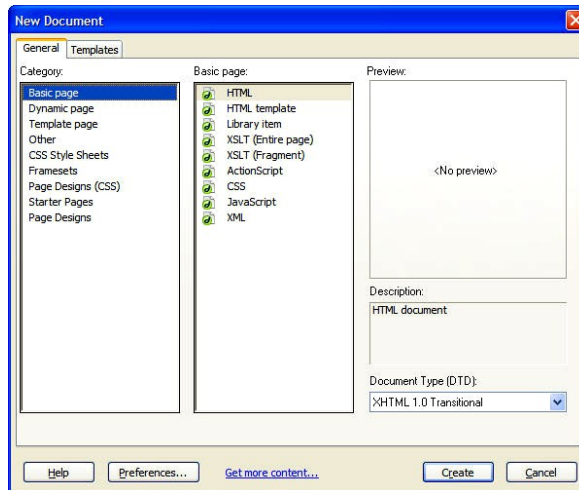 New Document
General Templates
Category:
Basic page
Dynamic page
Template page
Other
CSS Style Sheets
Framesets
Page Designs (CSS)
Starter Pages
Page Designs
Basic page:
HTML
HTML template
Library item
XSLT (Entire page)
XSLT (Fragment)
ActionScript
CSS
JavaScript
XML
Preview:
<No preview>
Description:
HTML document
Document Type (DTD):
XHTML 1.0 Transitional
Help Preferences... Get more content... Create Cancel